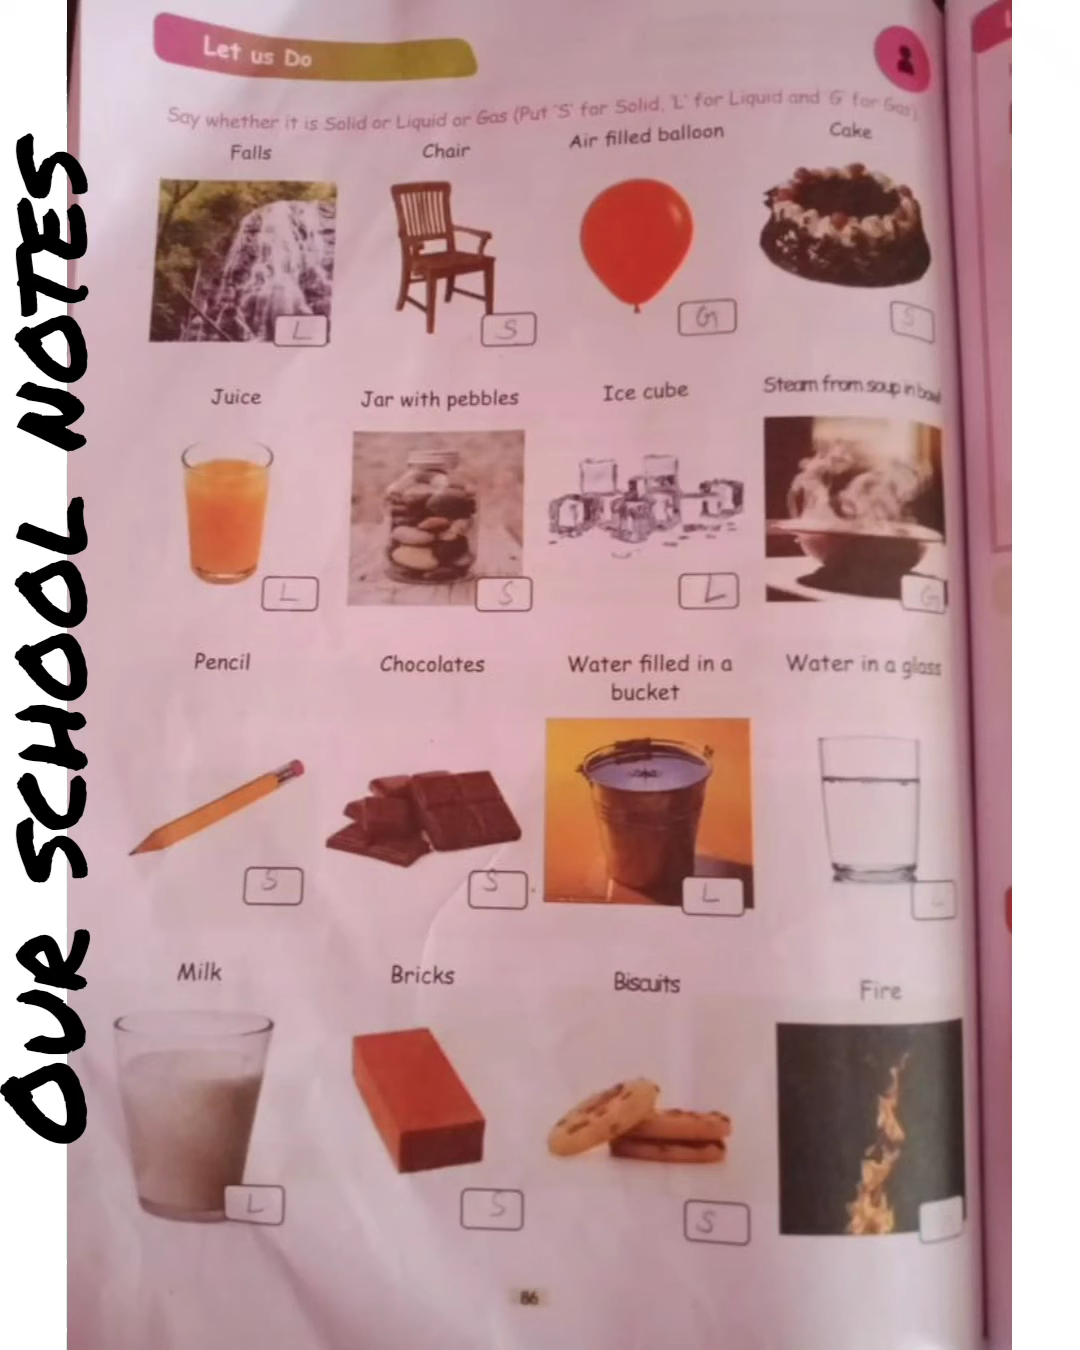 Let us Do
Say whether it is Solid or Liquid or Gas (Put 'S' for Solid, 'L' for Liquid and 'G' for Gas).
Falls Chair Air filled balloon Cake
L S G S
Juice Jar with pebbles Ice cube Steam from soup in bowl
L S L G
Pencil Chocolates Water filled in a Water in a glass
bucket
S S L L
Milk Bricks Biscuits Fire
L S S
86
OUR SCHOOL NOTES